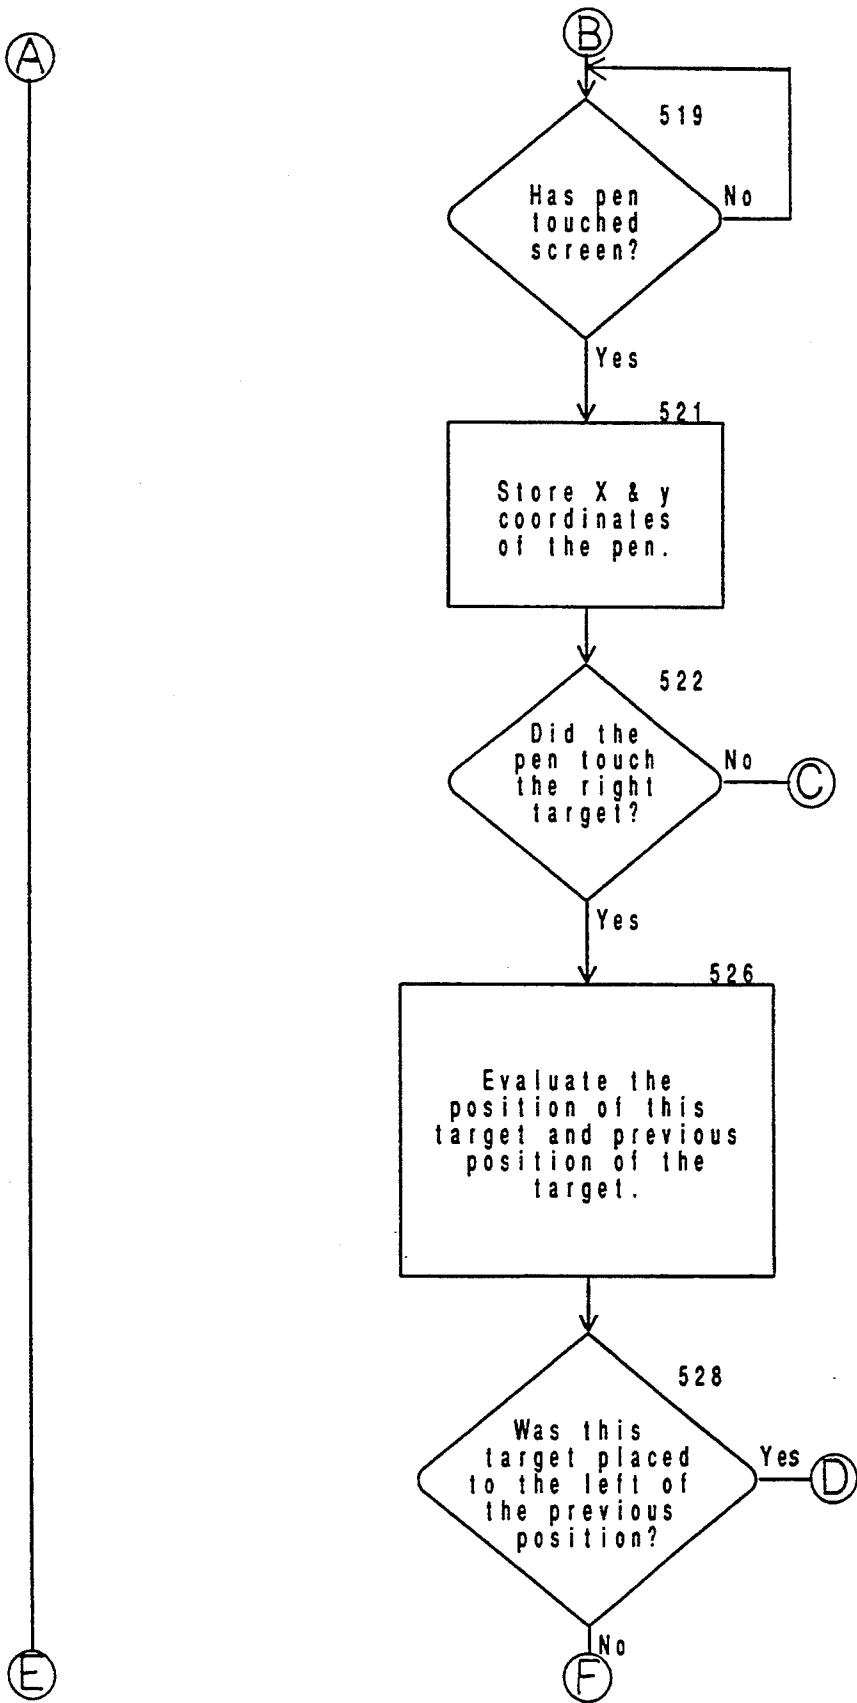 A
B
519
Has pen
touched
screen?
No
Yes
521
Store X & y
coordinates
of the pen.
522
Did the
pen touch
the right
target?
No
C
Yes
526
Evaluate the
position of this
target and previous
position of the
target.
528
Was this
target placed
to the left of
the previous
position?
Yes
D
No
E
F